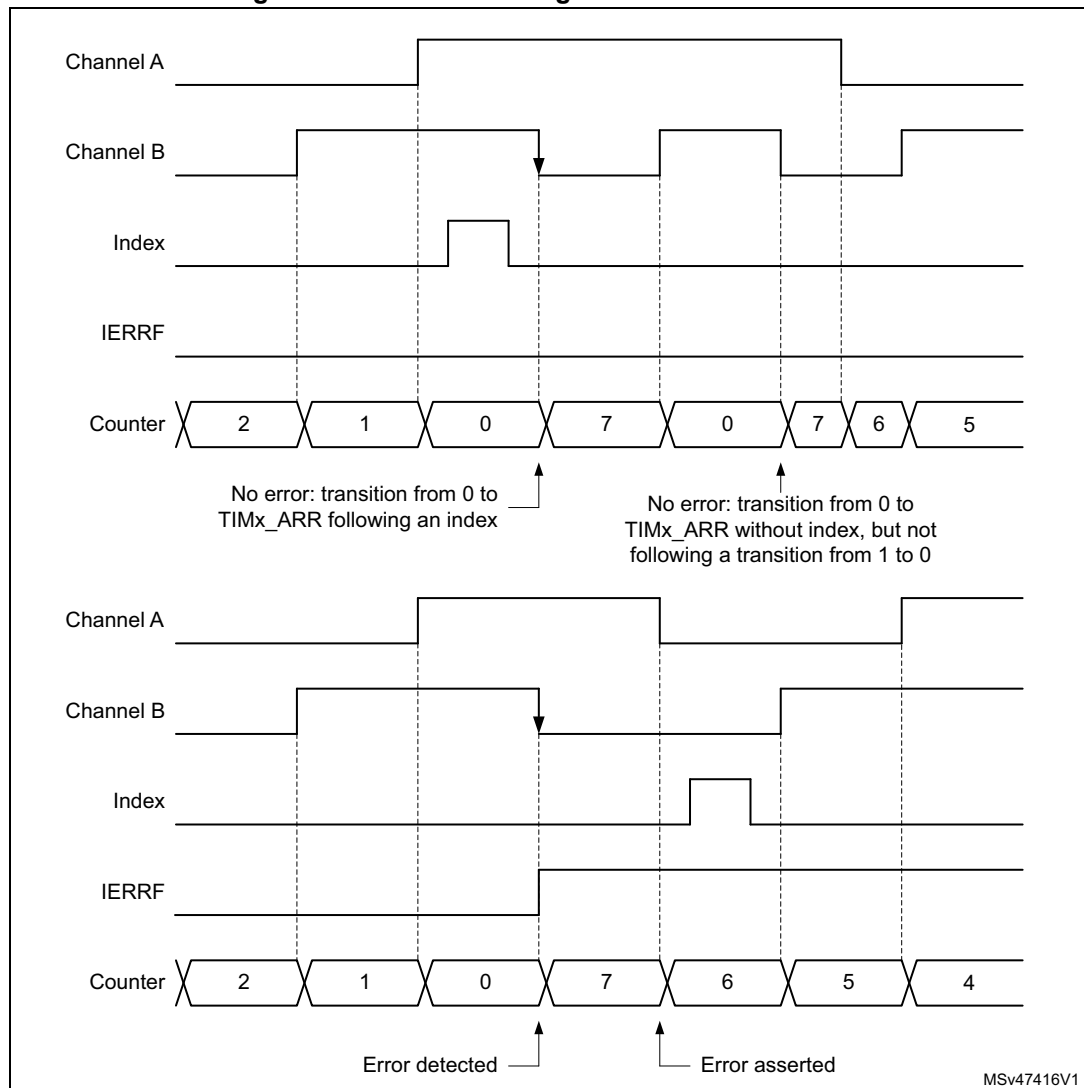 Channel A
Channel B
Index
IERRF
Counter 2 1 0 7 0 7 6 5
No error: transition from 0 to
TIMx_ARR following an index
No error: transition from 0 to
TIMx_ARR without index, but not
following a transition from 1 to 0
Channel A
Channel B
Index
IERRF
Counter 2 1 0 7 6 5 4
Error detected
Error asserted
MSv47416V1